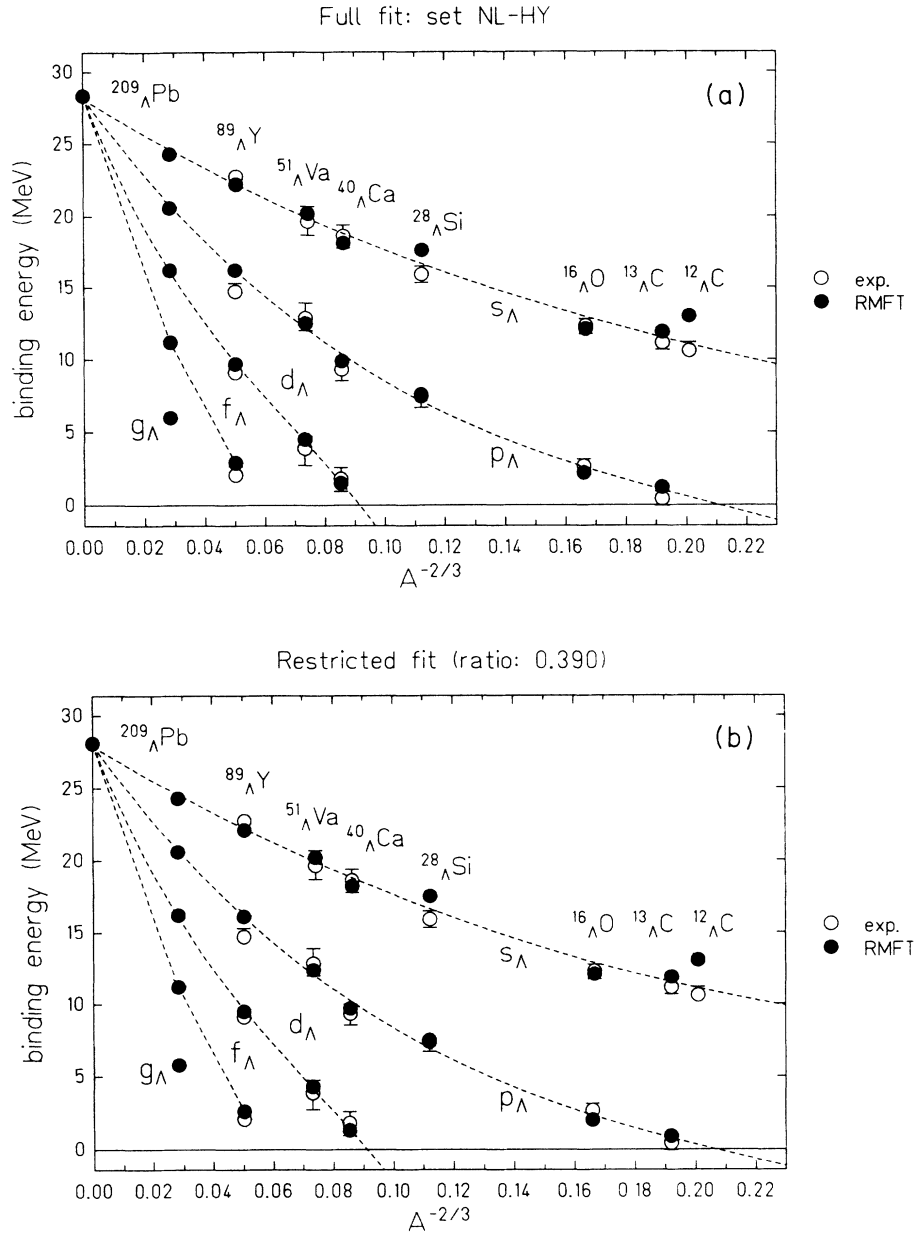 Full fit: set NL-HY
(a)
binding energy (MeV)
30
25
20
15
10
5
0
²⁰⁹ΛPb
⁸⁹ΛY
⁵¹ΛVa
⁴⁰ΛCa
²⁸ΛSi
¹⁶ΛO
¹³ΛC
¹²ΛC
sΛ
pΛ
dΛ
fΛ
gΛ
exp.
RMFT
0.00 0.02 0.04 0.06 0.08 0.10 0.12 0.14 0.16 0.18 0.20 0.22
A⁻²/³
Restricted fit (ratio: 0.390)
(b)
binding energy (MeV)
30
25
20
15
10
5
0
²⁰⁹ΛPb
⁸⁹ΛY
⁵¹ΛVa
⁴⁰ΛCa
²⁸ΛSi
¹⁶ΛO
¹³ΛC
¹²ΛC
sΛ
pΛ
dΛ
fΛ
gΛ
exp.
RMFT
0.00 0.02 0.04 0.06 0.08 0.10 0.12 0.14 0.16 0.18 0.20 0.22
A⁻²/³